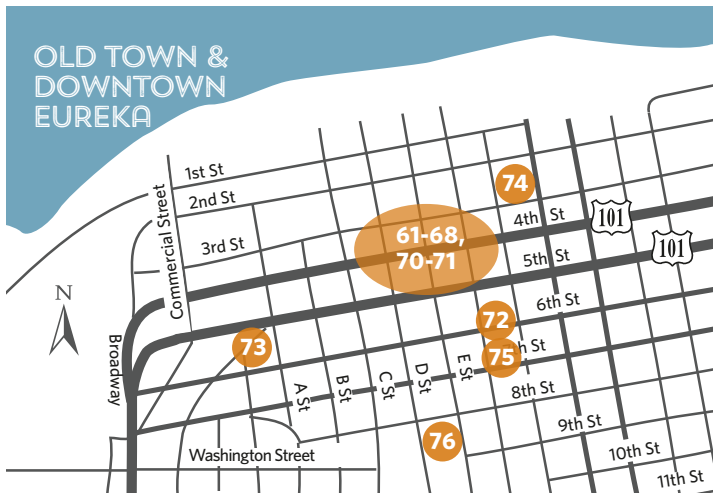 OLD TOWN &
DOWNTOWN
EUREKA
1st St
2nd St
3rd St
Commercial Street
74
4th St
101
61-68,
70-71
5th St
101
N
6th St
72
73
Broadway
75
h St
A St
B St
C St
D St
E St
8th St
9th St
76
10th St
Washington Street
11th St